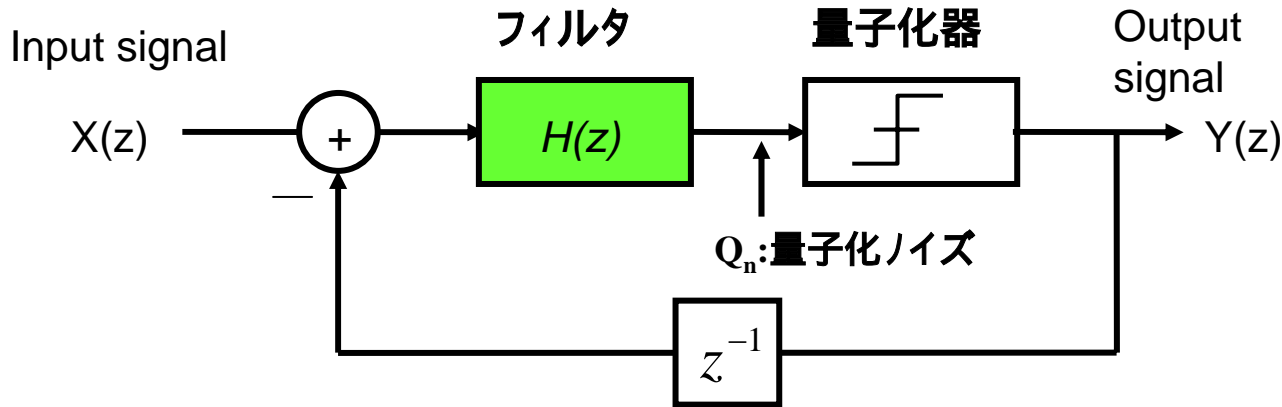 Input signal
フィルタ
量子化器
Output
signal
X(z)
+
H(z)
Y(z)
—
Qn:量子化ノイズ
z−1